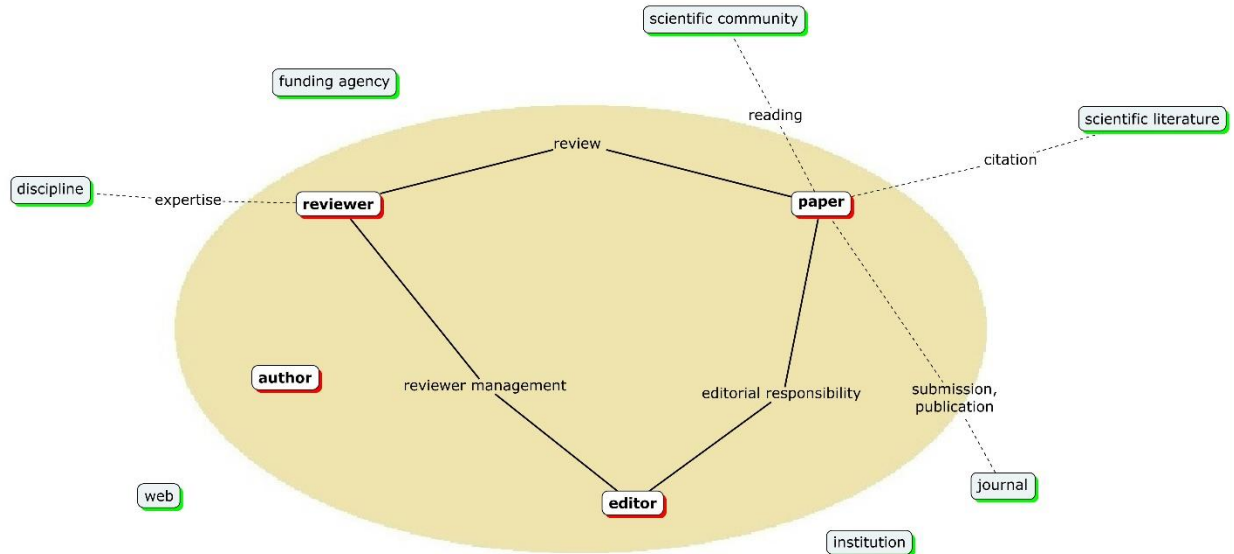 scientific community
funding agency
reading
scientific literature
review
citation
discipline
expertise
reviewer
paper
author
reviewer management
editorial responsibility
submission,
publication
web
editor
journal
institution